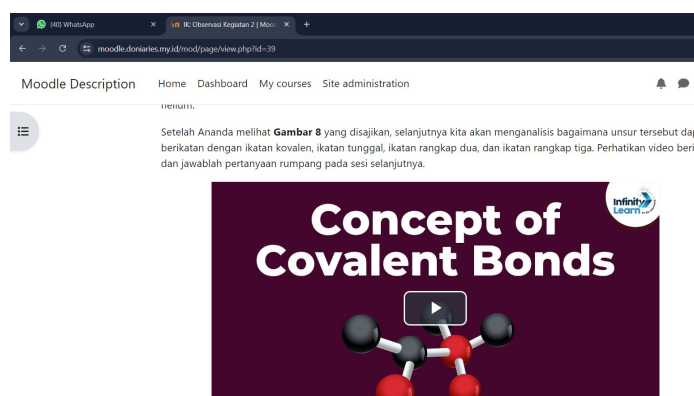 (40) WhatsApp
IK: Observasi Kegiatan 2 | Moo
moodle.doniaries.my.id/mod/page/view.php?id=39
Moodle Description Home Dashboard My courses Site administration
helium.
Setelah Ananda melihat Gambar 8 yang disajikan, selanjutnya kita akan menganalisis bagaimana unsur tersebut dap
berikatan dengan ikatan kovalen, ikatan tunggal, ikatan rangkap dua, dan ikatan rangkap tiga. Perhatikan video beri
dan jawablah pertanyaan rumpang pada sesi selanjutnya.
Infinity
Learn
Concept of
Covalent Bonds